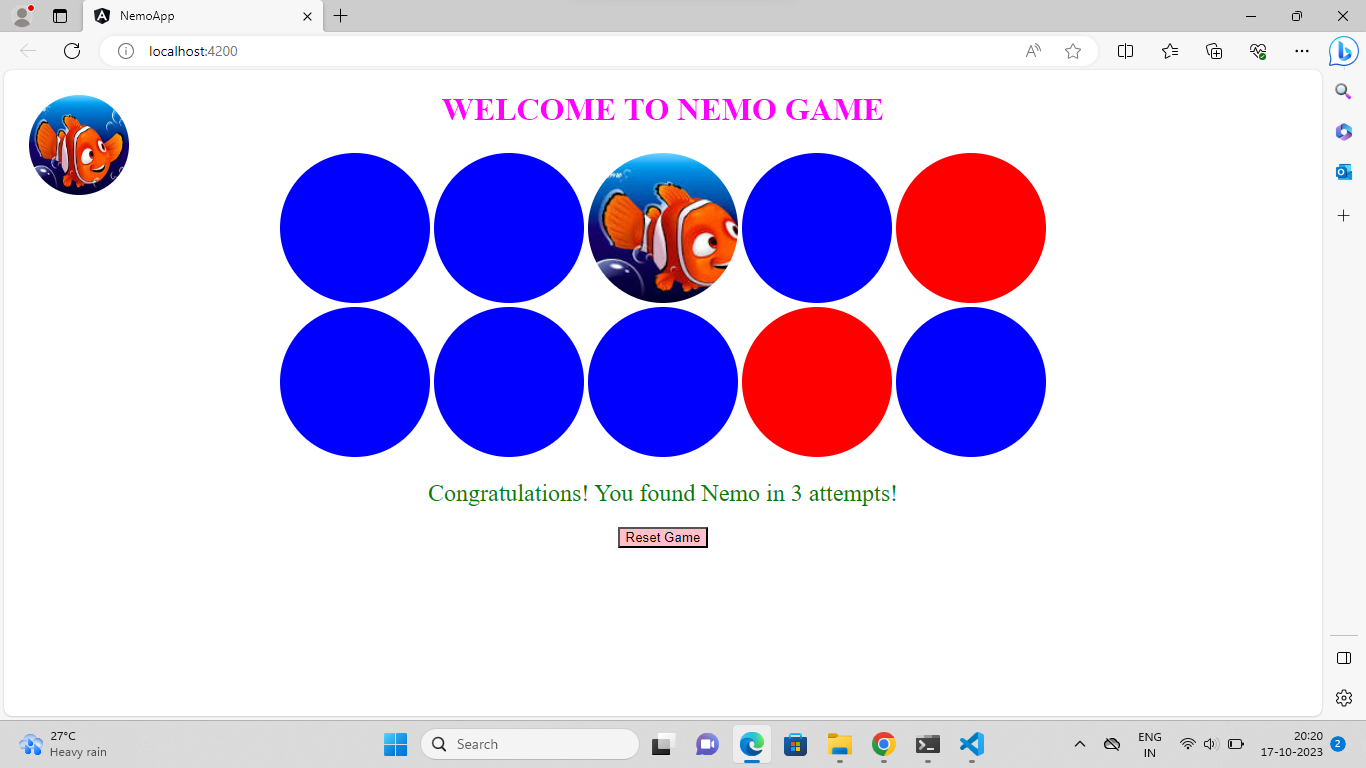 NemoApp
localhost:4200
WELCOME TO NEMO GAME
Congratulations! You found Nemo in 3 attempts!
Reset Game
27°C
Heavy rain
Search
ENG
IN
20:20
17-10-2023
2